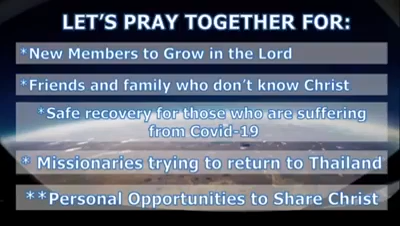 LET'S PRAY TOGETHER FOR:
*New Members to Grow in the Lord
*Friends and family who don't know Christ
*Safe recovery for those who are suffering
from Covid-19
* Missionaries trying to return to Thailand
**Personal Opportunities to Share Christ